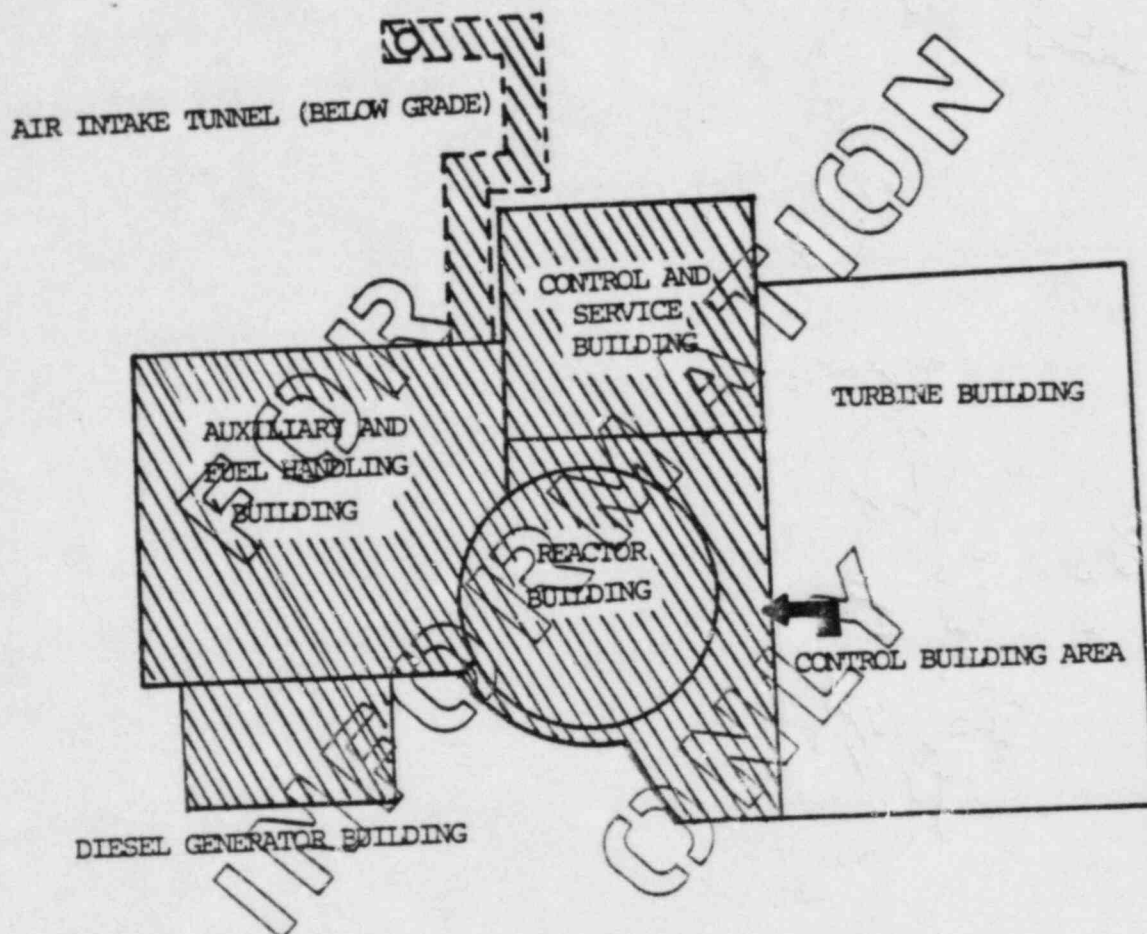 AIR INTAKE TUNNEL (BELOW GRADE)
CONTROL AND
SERVICE
BUILDING
TURBINE BUILDING
AUXILIARY AND
FUEL HANDLING
BUILDING
REACTOR
BUILDING
CONTROL BUILDING AREA
DIESEL GENERATOR BUILDING
FOR
INFORMATION
ONLY